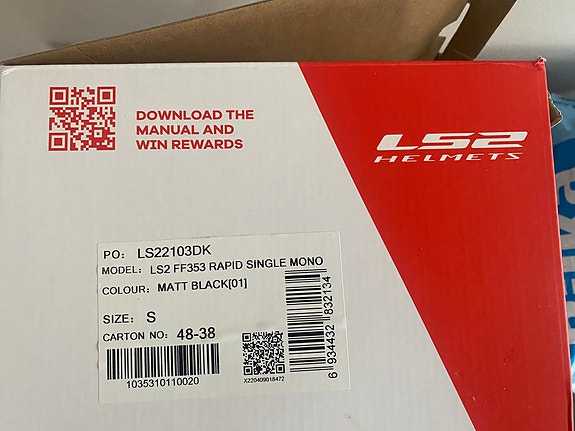 DOWNLOAD THE
MANUAL AND
WIN REWARDS
LS2
HELMETS
PO: LS22103DK
MODEL: LS2 FF353 RAPID SINGLE MONO
COLOUR: MATT BLACK[01]
SIZE: S
CARTON NO: 48-38
1035310110020
X220409018472
6 934432 832134